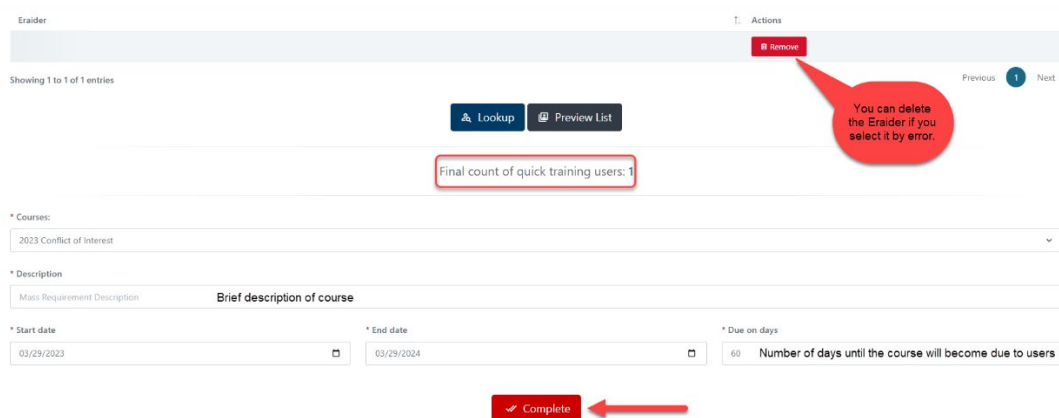 Eraider Actions
Remove
Showing 1 to 1 of 1 entries
Previous 1 Next
You can delete
the Eraider if you
select it by error.
Lookup Preview List
Final count of quick training users: 1
* Courses:
2023 Conflict of Interest
* Description
Mass Requirement Description Brief description of course
* Start date * End date * Due on days
03/29/2023 03/29/2024 60 Number of days until the course will become due to users
Complete